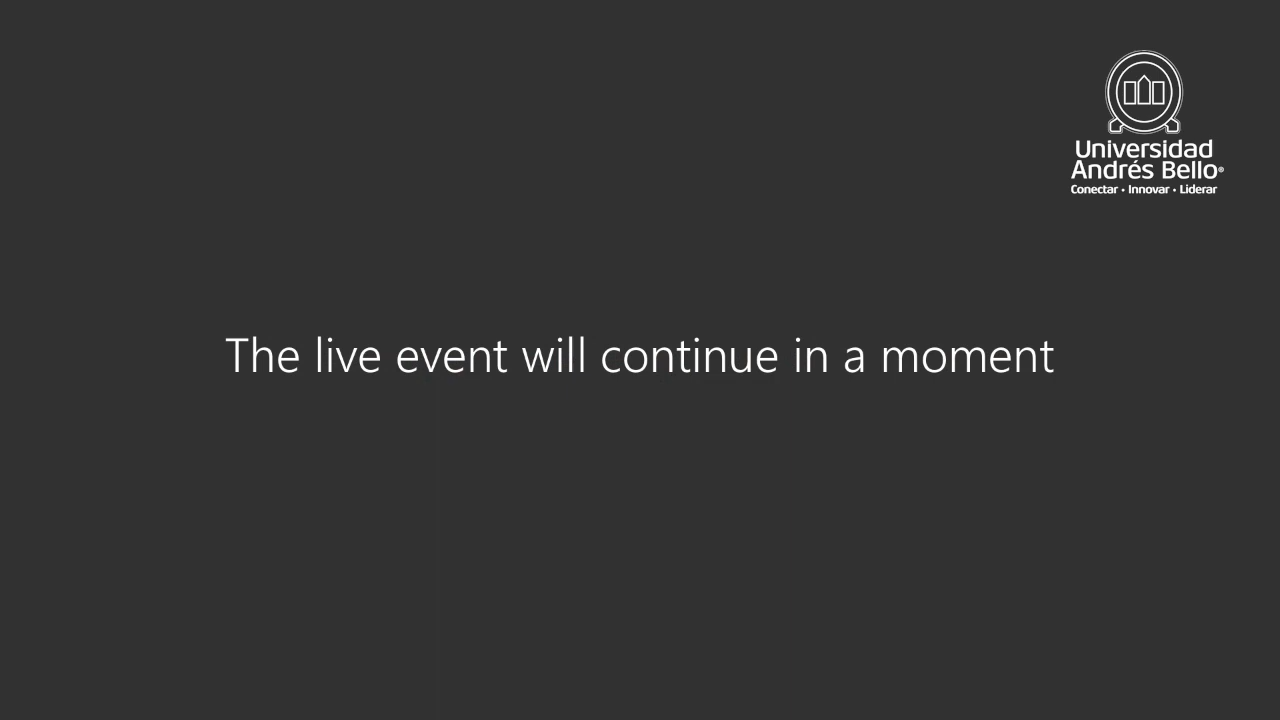 Universidad
Andrés Bello®
Conectar • Innovar • Liderar
The live event will continue in a moment